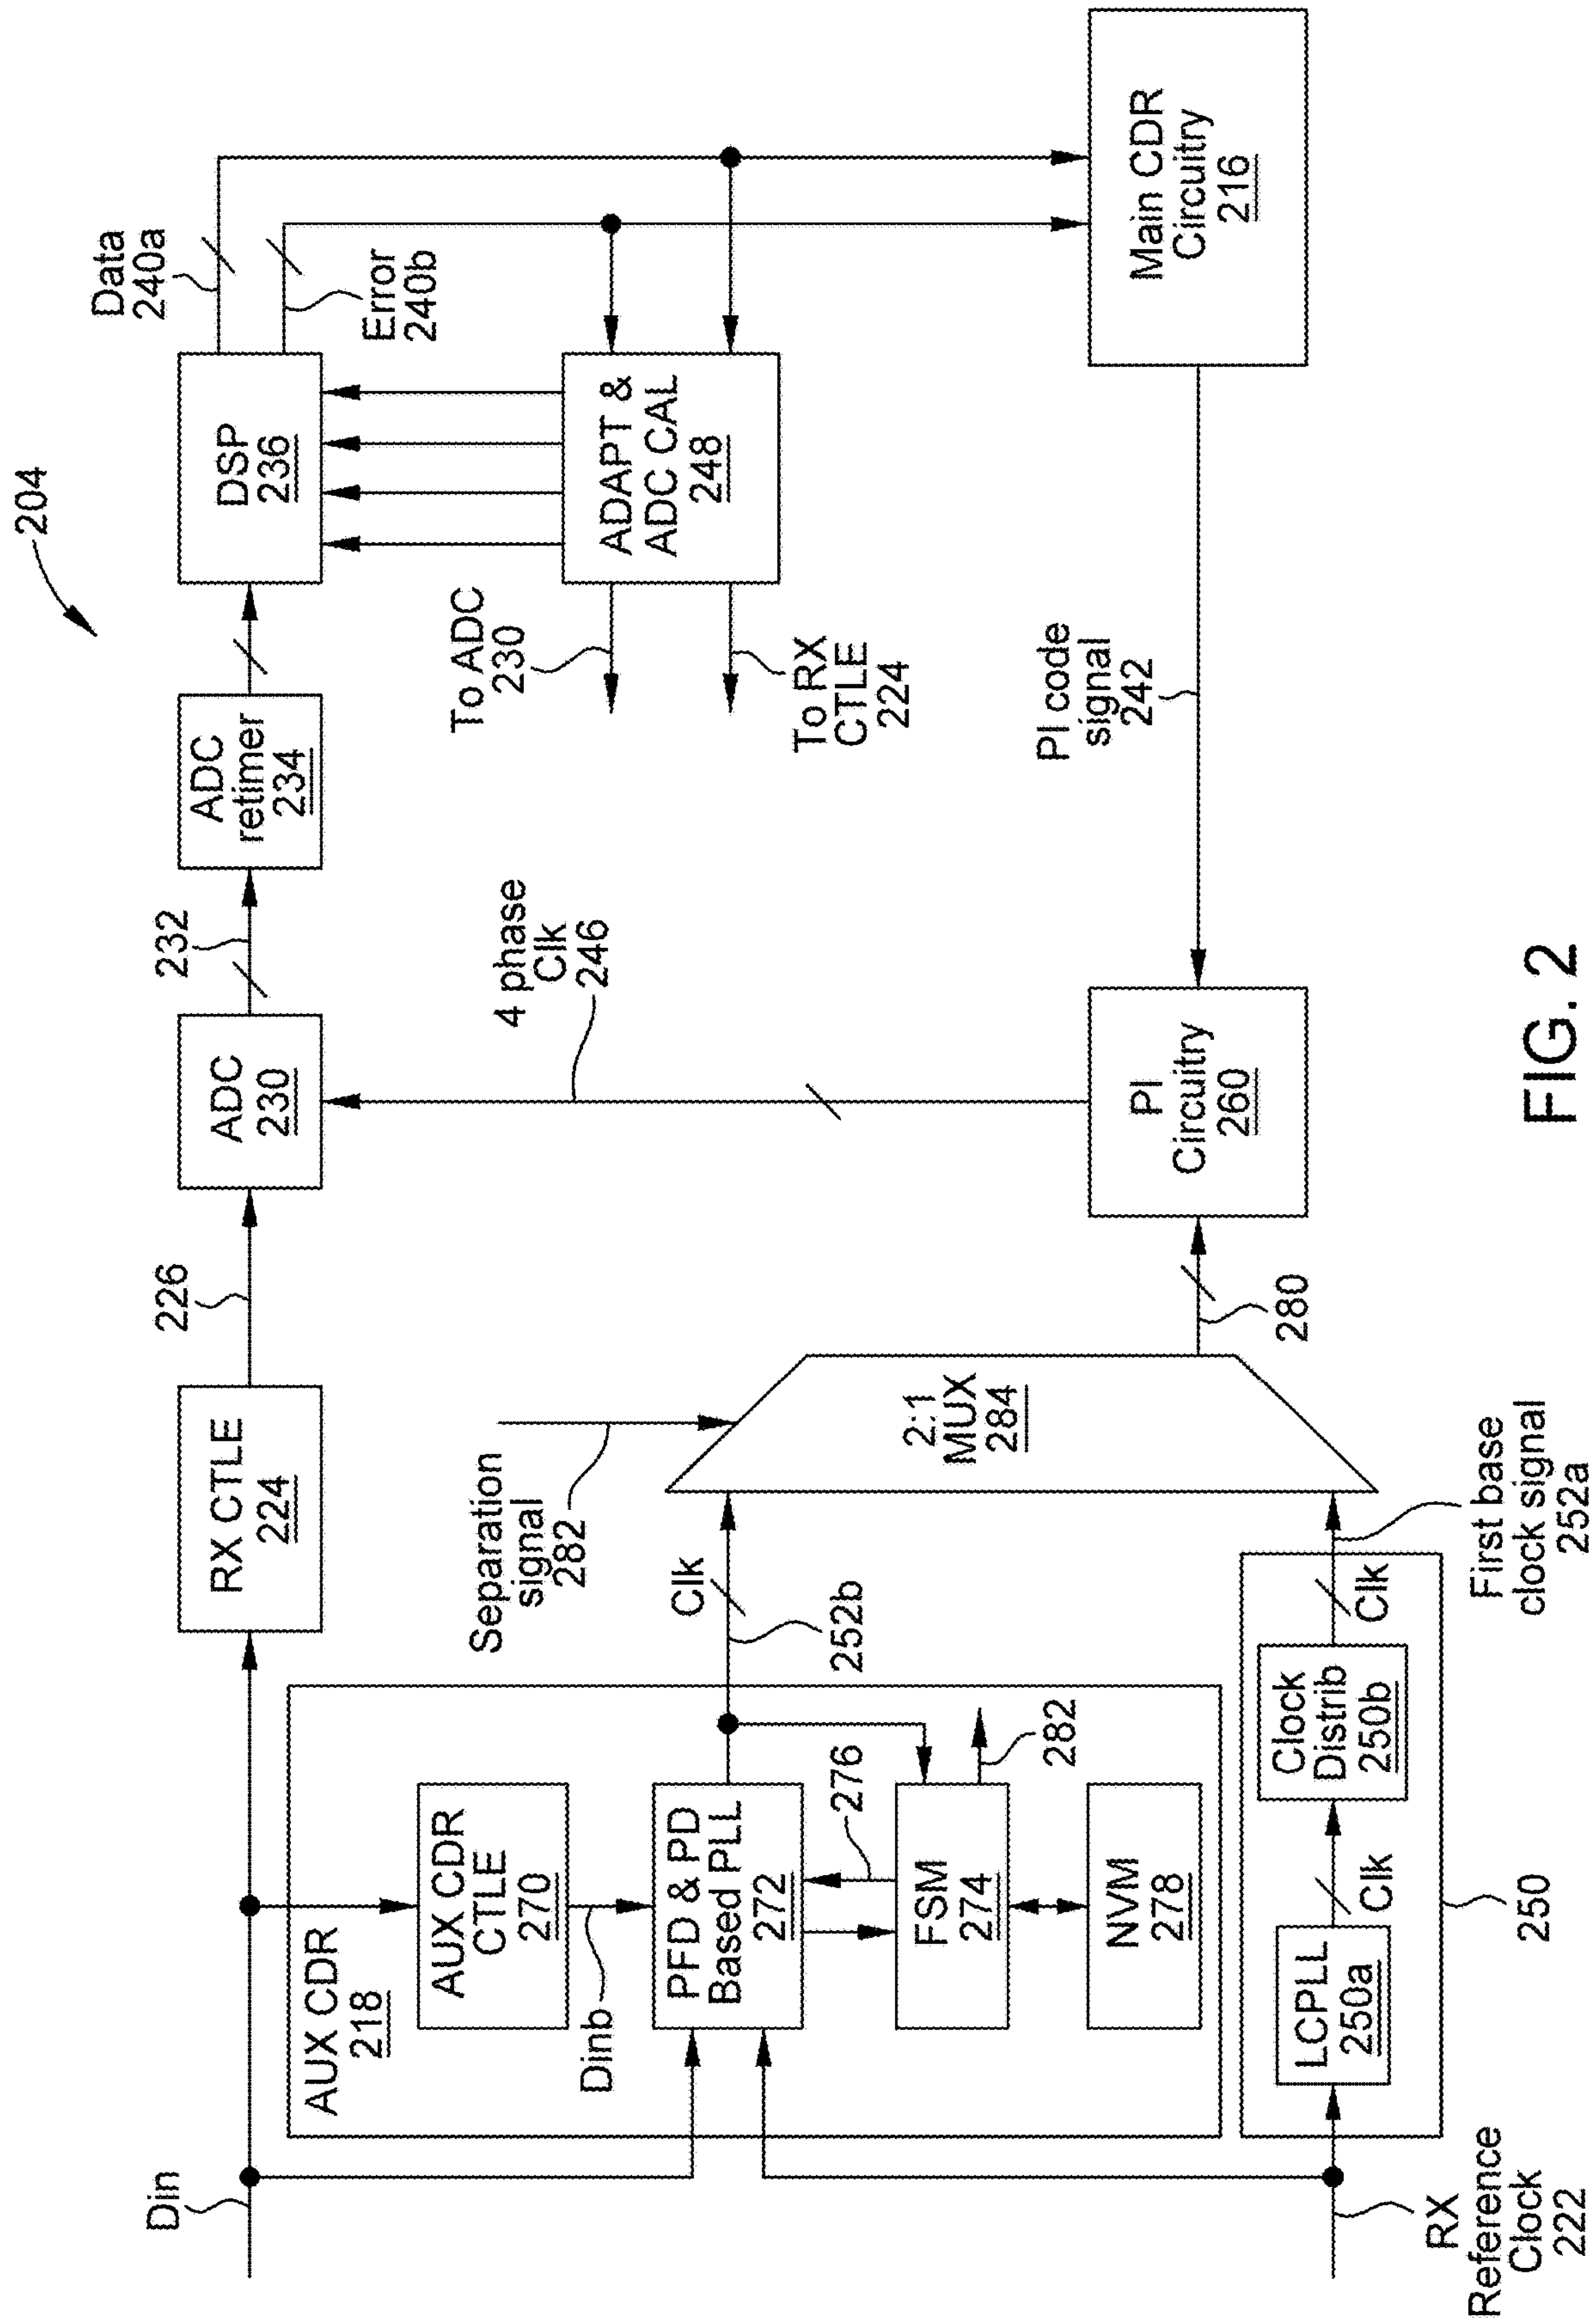 204
Din
RX CTLE
224
226
ADC
230
232
ADC
retimer
234
DSP
236
Data
240a
Error
240b
AUX CDR
218
AUX CDR
CTLE
270
Dinb
PFD & PD
Based PLL
272
276
FSM
274
282
NVM
278
Clk
252b
Separation
signal
282
2:1
MUX
284
4 phase
Clk
246
To ADC
230
To RX
CTLE
224
ADAPT &
ADC CAL
248
RX
Reference
Clock
222
LCPLL
250a
Clk
Clock
Distrib
250b
Clk
250
First base
clock signal
252a
280
PI
Circuitry
260
PI code
signal
242
Main CDR
Circuitry
216
FIG. 2